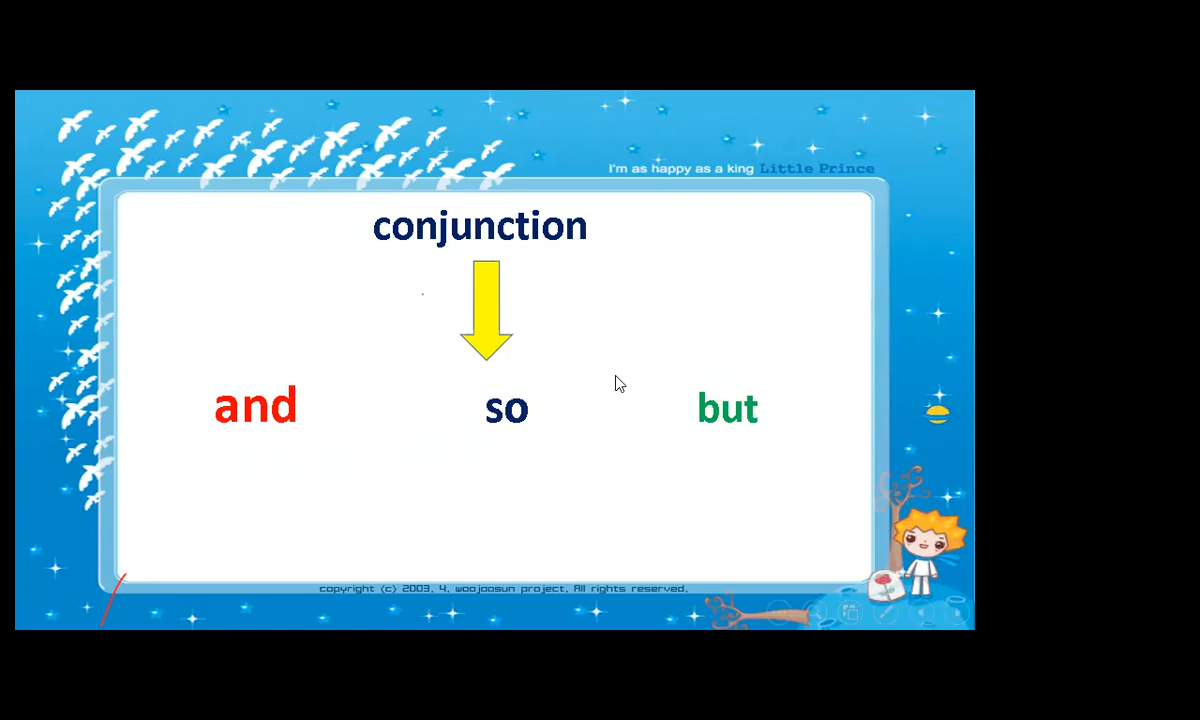 I'm as happy as a king Little Prince
conjunction
and so but
copyright (c) 2003. 4. woojoosun project. All rights reserved.